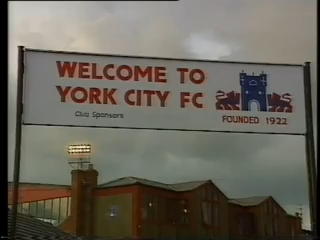 WELCOME TO
YORK CITY FC
Club Sponsors
FOUNDED 1922